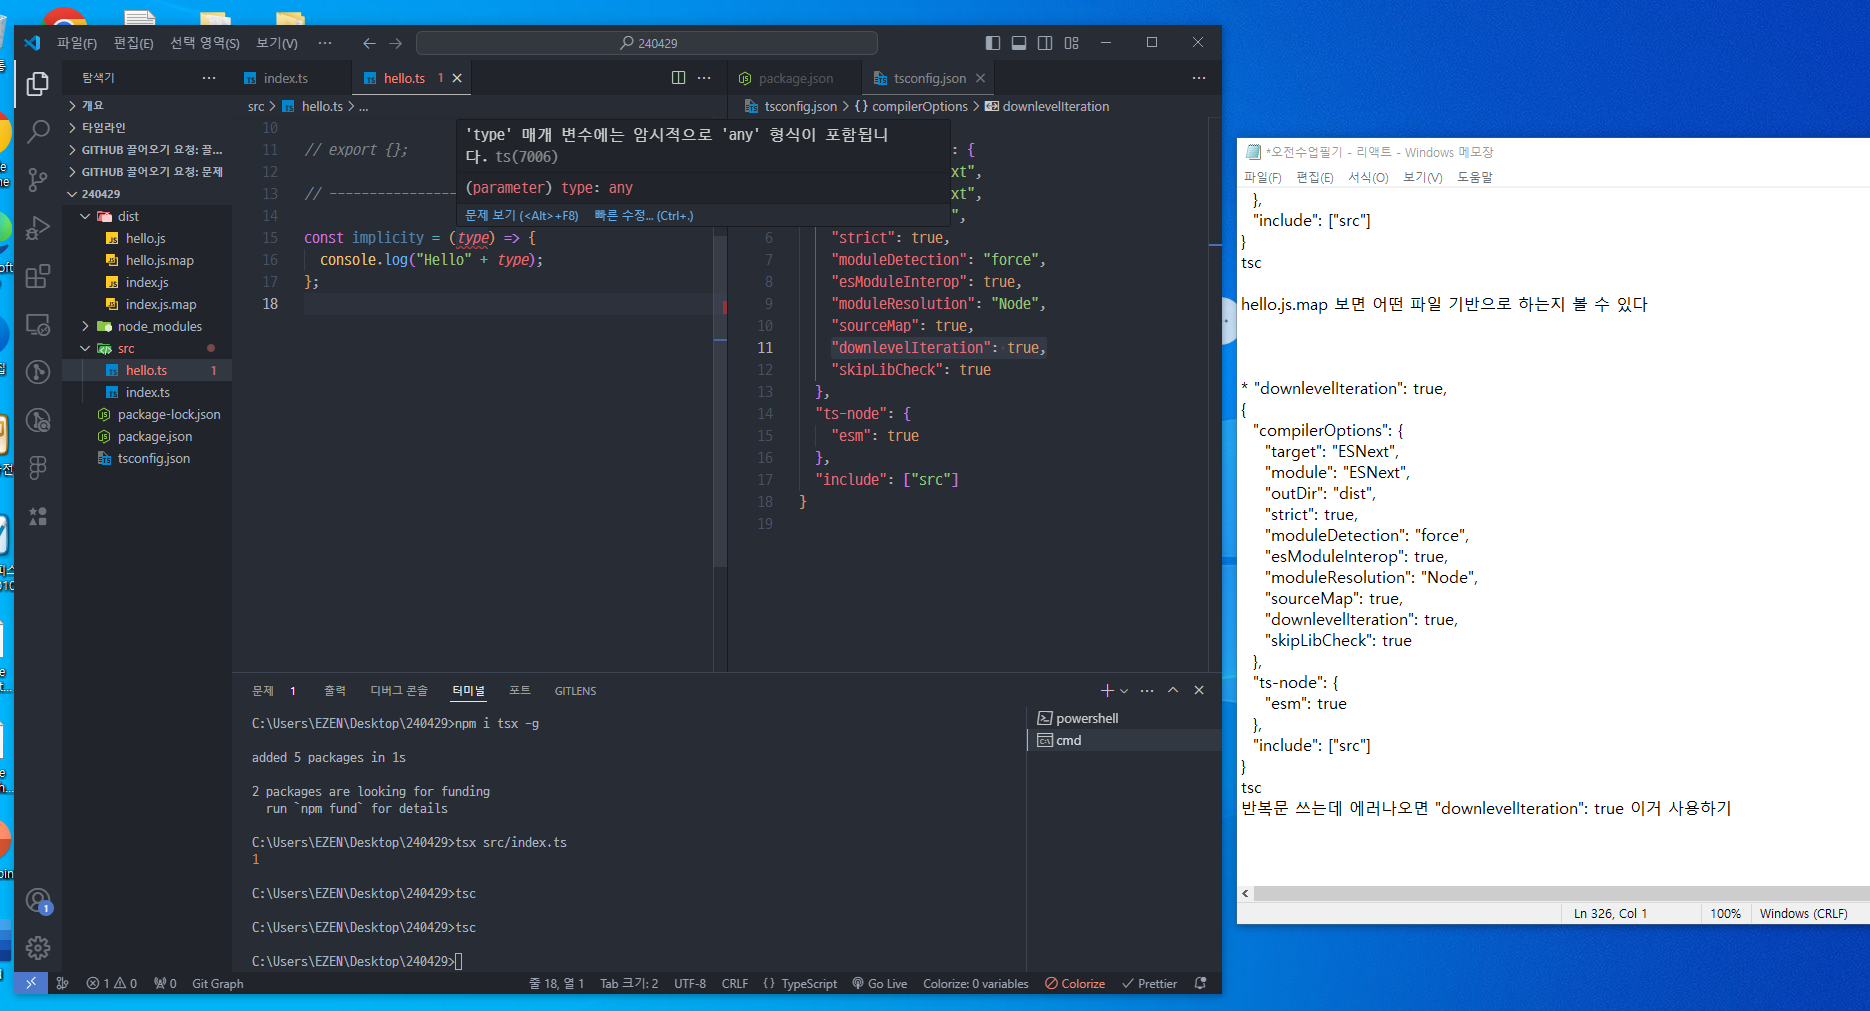 파일(F) 편집(E) 선택 영역(S) 보기(V) ···
240429
탐색기
개요
타임라인
GITHUB 끌어오기 요청: 끌...
GITHUB 끌어오기 요청: 문제
240429
dist
hello.js
hello.js.map
index.js
index.js.map
node_modules
src
hello.ts 1
index.ts
package-lock.json
package.json
tsconfig.json
index.ts
hello.ts 1
src > hello.ts > ...
10
11 // export {};
12
13 // ------------------
14
15 const implicity = (type) => {
16 console.log("Hello" + type);
17 };
18
'type' 매개 변수에는 암시적으로 'any' 형식이 포함됩니
다. ts(7006)
(parameter) type: any
문제 보기 (<Alt>+F8) 빠른 수정... (Ctrl+.)
package.json
tsconfig.json
tsconfig.json > {} compilerOptions > downlevelIteration
: {
xt",
xt",
",
6 "strict": true,
7 "moduleDetection": "force",
8 "esModuleInterop": true,
9 "moduleResolution": "Node",
10 "sourceMap": true,
11 "downlevelIteration": true,
12 "skipLibCheck": true
13 },
14 "ts-node": {
15 "esm": true
16 },
17 "include": ["src"]
18 }
19
문제 1 출력 디버그 콘솔 터미널 포트 GITLENS
C:\Users\EZEN\Desktop\240429>npm i tsx -g
added 5 packages in 1s
2 packages are looking for funding
run `npm fund` for details
C:\Users\EZEN\Desktop\240429>tsx src/index.ts
1
C:\Users\EZEN\Desktop\240429>tsc
C:\Users\EZEN\Desktop\240429>tsc
C:\Users\EZEN\Desktop\240429>
powershell
cmd
1
1 0 0 Git Graph
줄 18, 열 1 Tab 크기: 2 UTF-8 CRLF {} TypeScript Go Live Colorize: 0 variables Colorize Prettier
*오전수업필기 - 리액트 - Windows 메모장
파일(F) 편집(E) 서식(O) 보기(V) 도움말
},
"include": ["src"]
}
tsc
hello.js.map 보면 어떤 파일 기반으로 하는지 볼 수 있다
* "downlevelIteration": true,
{
"compilerOptions": {
"target": "ESNext",
"module": "ESNext",
"outDir": "dist",
"strict": true,
"moduleDetection": "force",
"esModuleInterop": true,
"moduleResolution": "Node",
"sourceMap": true,
"downlevelIteration": true,
"skipLibCheck": true
},
"ts-node": {
"esm": true
},
"include": ["src"]
}
tsc
반복문 쓰는데 에러나오면 "downlevelIteration": true 이거 사용하기
Ln 326, Col 1 100% Windows (CRLF)